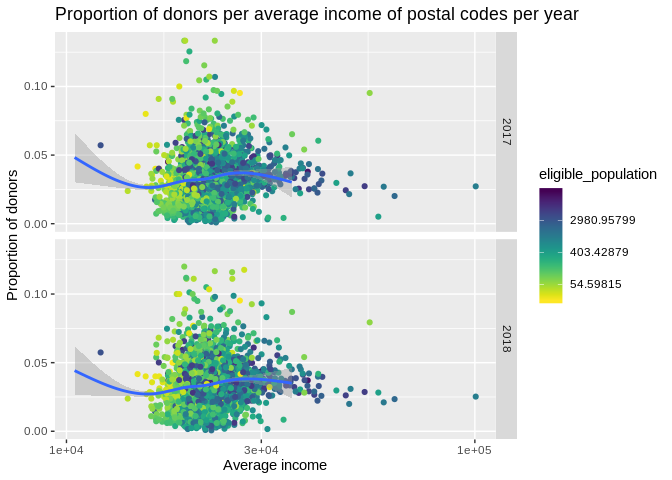 Proportion of donors per average income of postal codes per year
0.10
0.05
0.00
2017
0.10
0.05
0.00
2018
Proportion of donors
1e+04
3e+04
1e+05
Average income
eligible_population
2980.95799
403.42879
54.59815